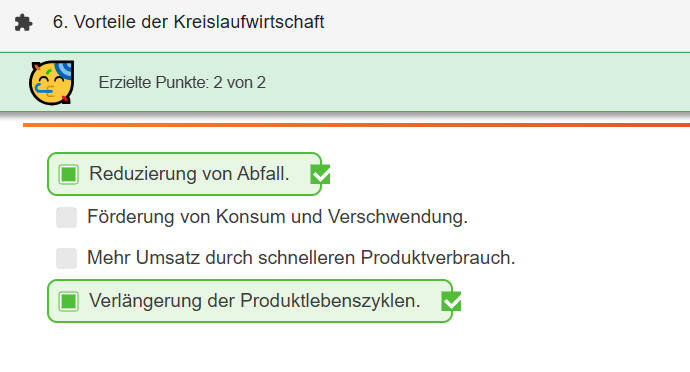 6. Vorteile der Kreislaufwirtschaft
Erzielte Punkte: 2 von 2
Reduzierung von Abfall.
Förderung von Konsum und Verschwendung.
Mehr Umsatz durch schnelleren Produktverbrauch.
Verlängerung der Produktlebenszyklen.